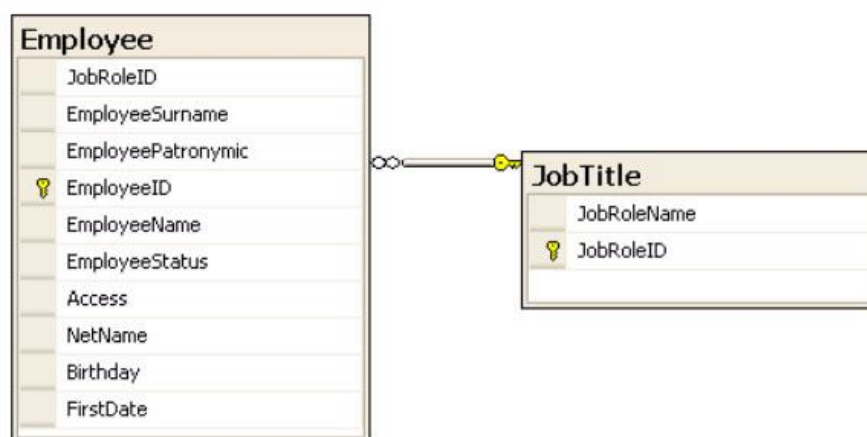 Employee
JobRoleID
EmployeeSurname
EmployeePatronymic
EmployeeID
EmployeeName
EmployeeStatus
Access
NetName
Birthday
FirstDate
JobTitle
JobRoleName
JobRoleID